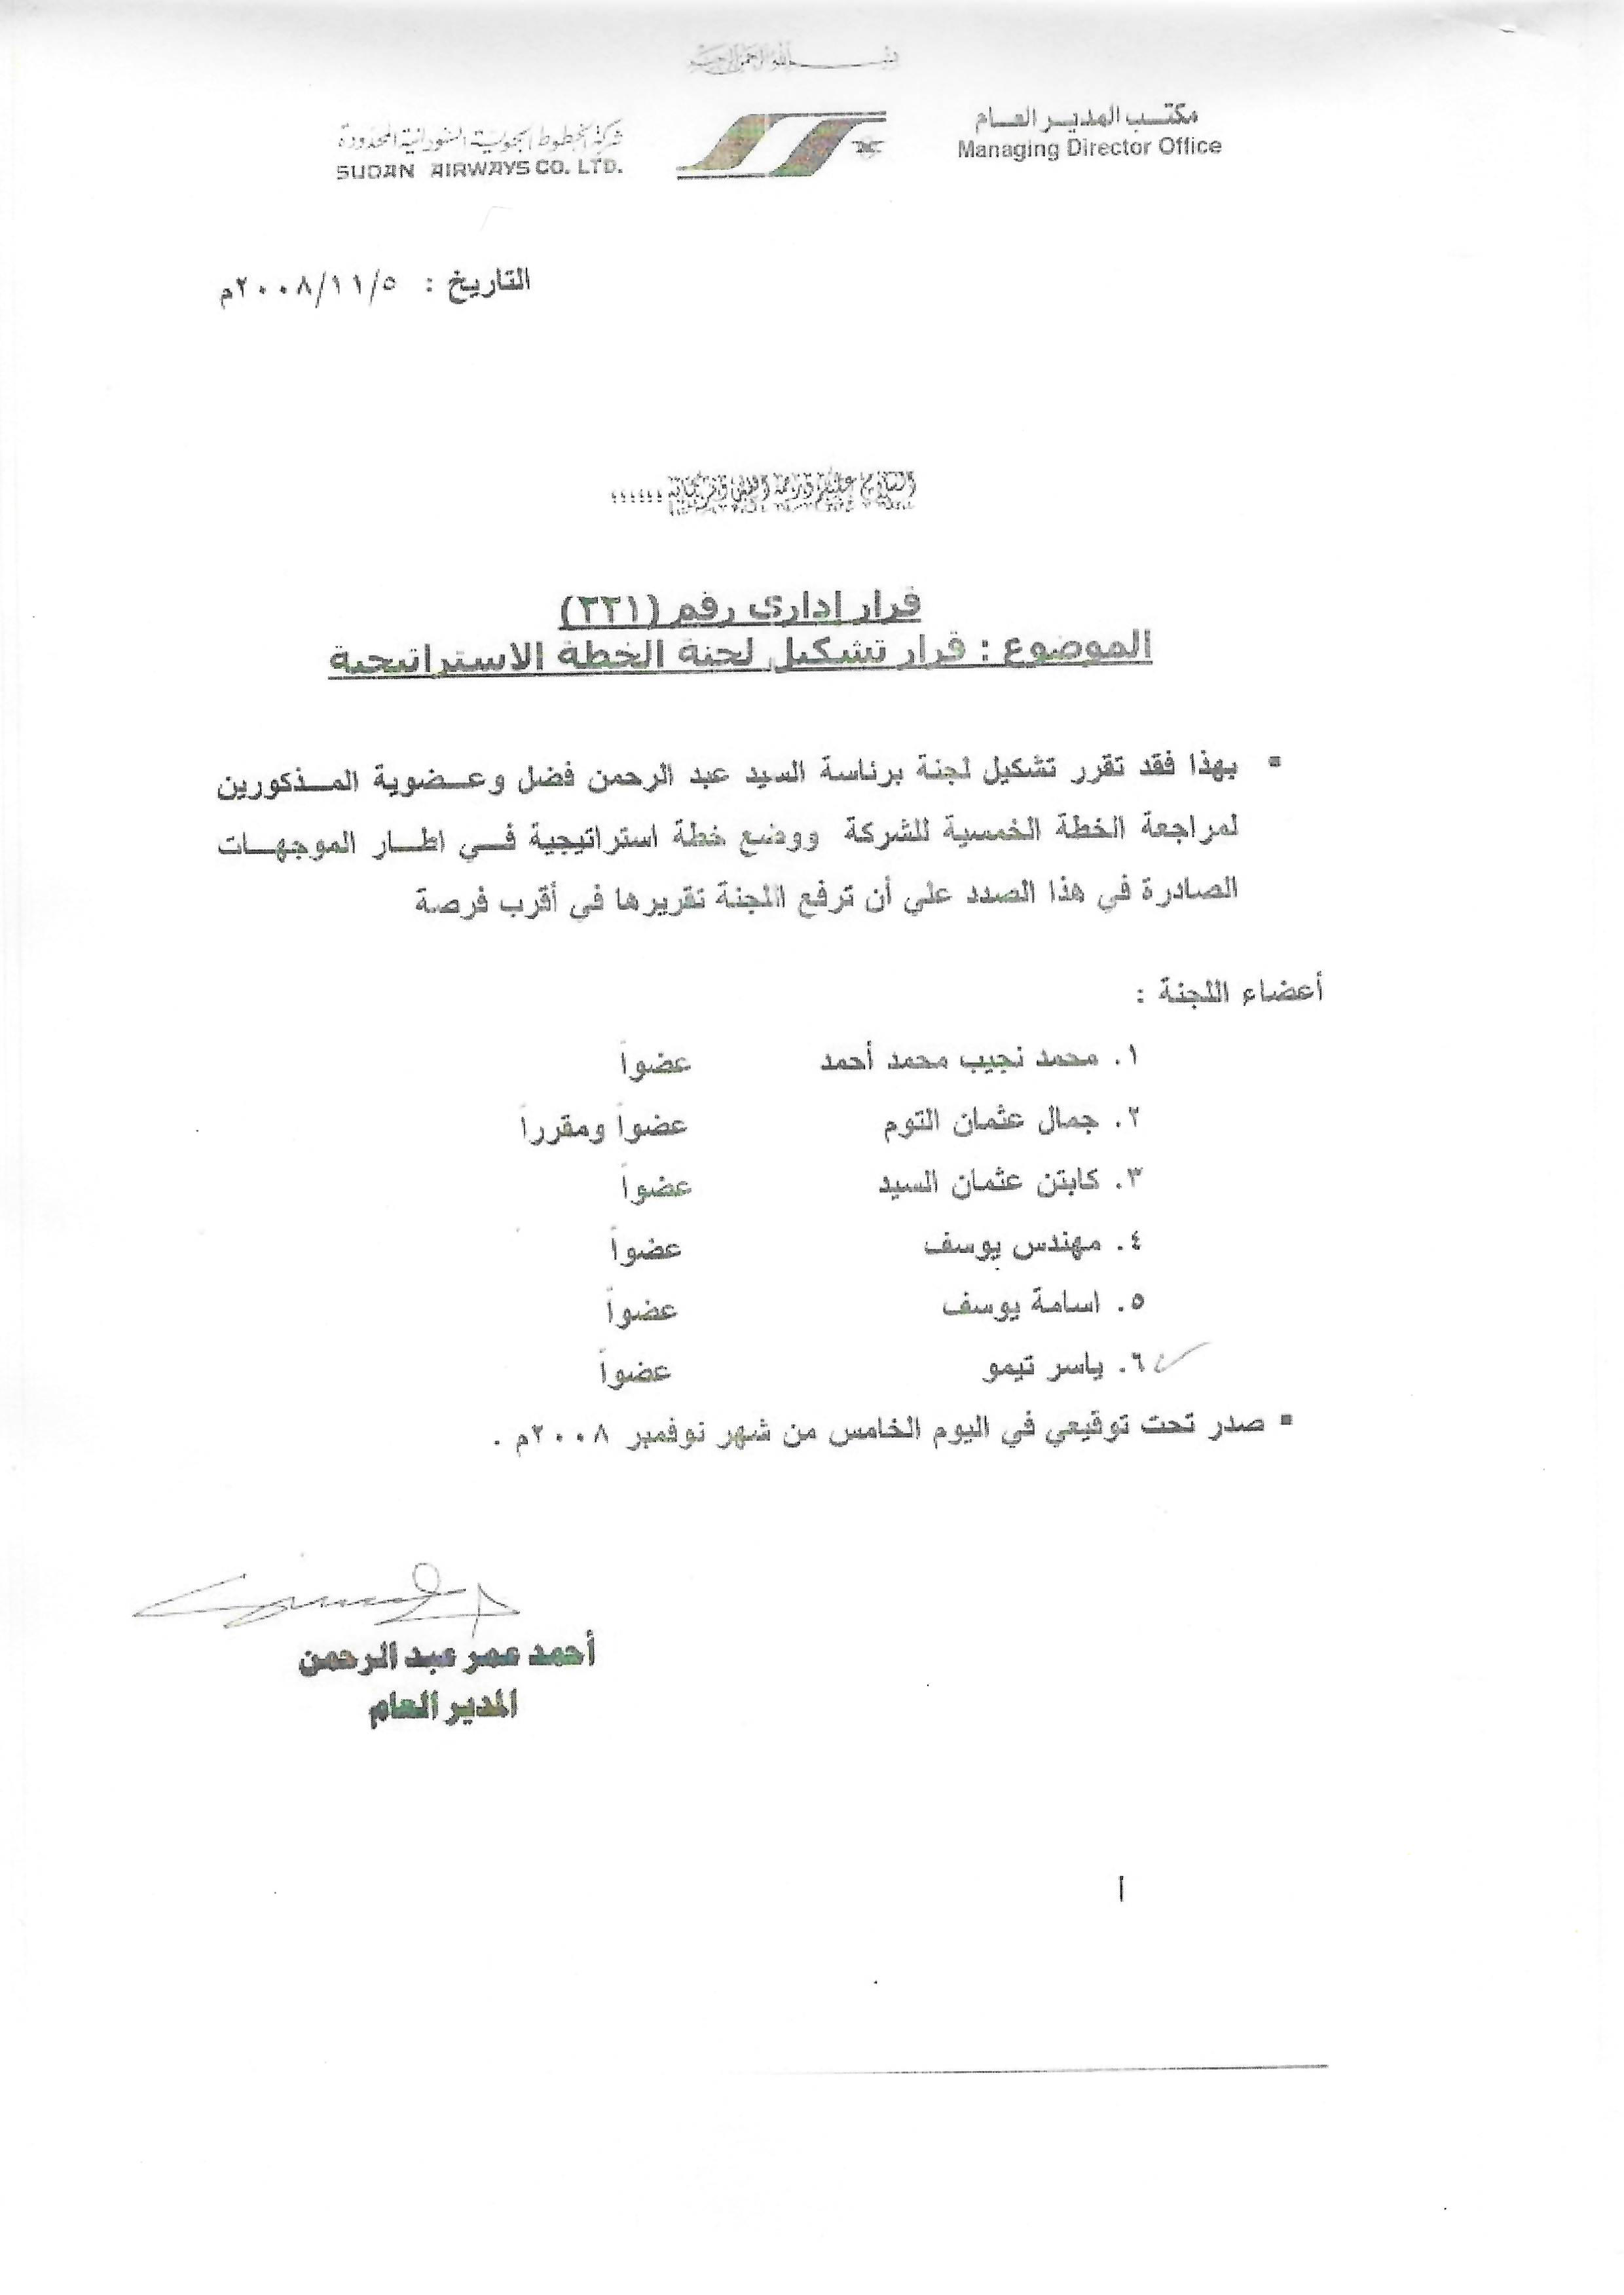 بسم الله الرحمن الرحيم
مكتب المدير العام
Managing Director Office
شركة الخطوط الجوية السودانية المحدودة
SUDAN AIRWAYS CO. LTD.
التاريخ : ٢٠٠٨/١١/٥م
السلام عليكم ورحمة الله وبركاته ،،،،،،
قرار إدارى رقم (٢٢١)
الموضوع : قرار تشكيل لجنة الخطة الاستراتيجية
▪ بهذا فقد تقرر تشكيل لجنة برئاسة السيد عبد الرحمن فضل وعضوية المذكورين
لمراجعة الخطة الخمسية للشركة ووضع خطة استراتيجية في اطار الموجهات
الصادرة في هذا الصدد علي أن ترفع اللجنة تقريرها في أقرب فرصة
أعضاء اللجنة :
١. محمد نجيب محمد أحمد عضواً
٢. جمال عثمان التوم عضواً ومقرراً
٣. كابتن عثمان السيد عضواً
٤. مهندس يوسف عضواً
٥. اسامة يوسف عضواً
٦. ياسر تيمو عضواً
▪ صدر تحت توقيعي في اليوم الخامس من شهر نوفمبر ٢٠٠٨م .
أحمد عمر عبد الرحمن
المدير العام
أ